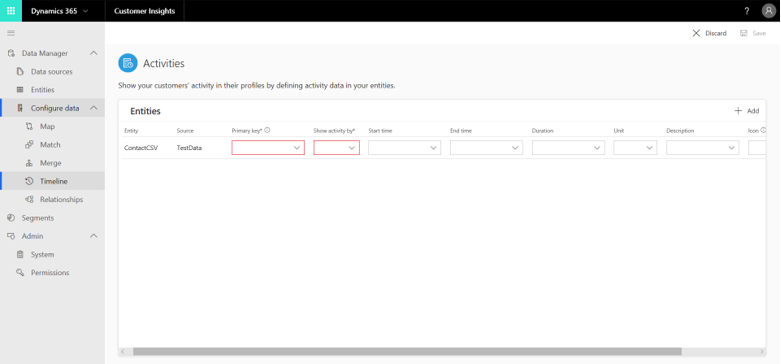 Dynamics 365 Customer Insights ?
Discard Save
Data Manager
Data sources
Entities
Configure data
Map
Match
Merge
Timeline
Relationships
Segments
Admin
System
Permissions
Activities
Show your customers' activity in their profiles by defining activity data in your entities.
Entities + Add
Entity Source Primary key* Show activity by* Start time End time Duration Unit Description Icon
ContactCSV TestData